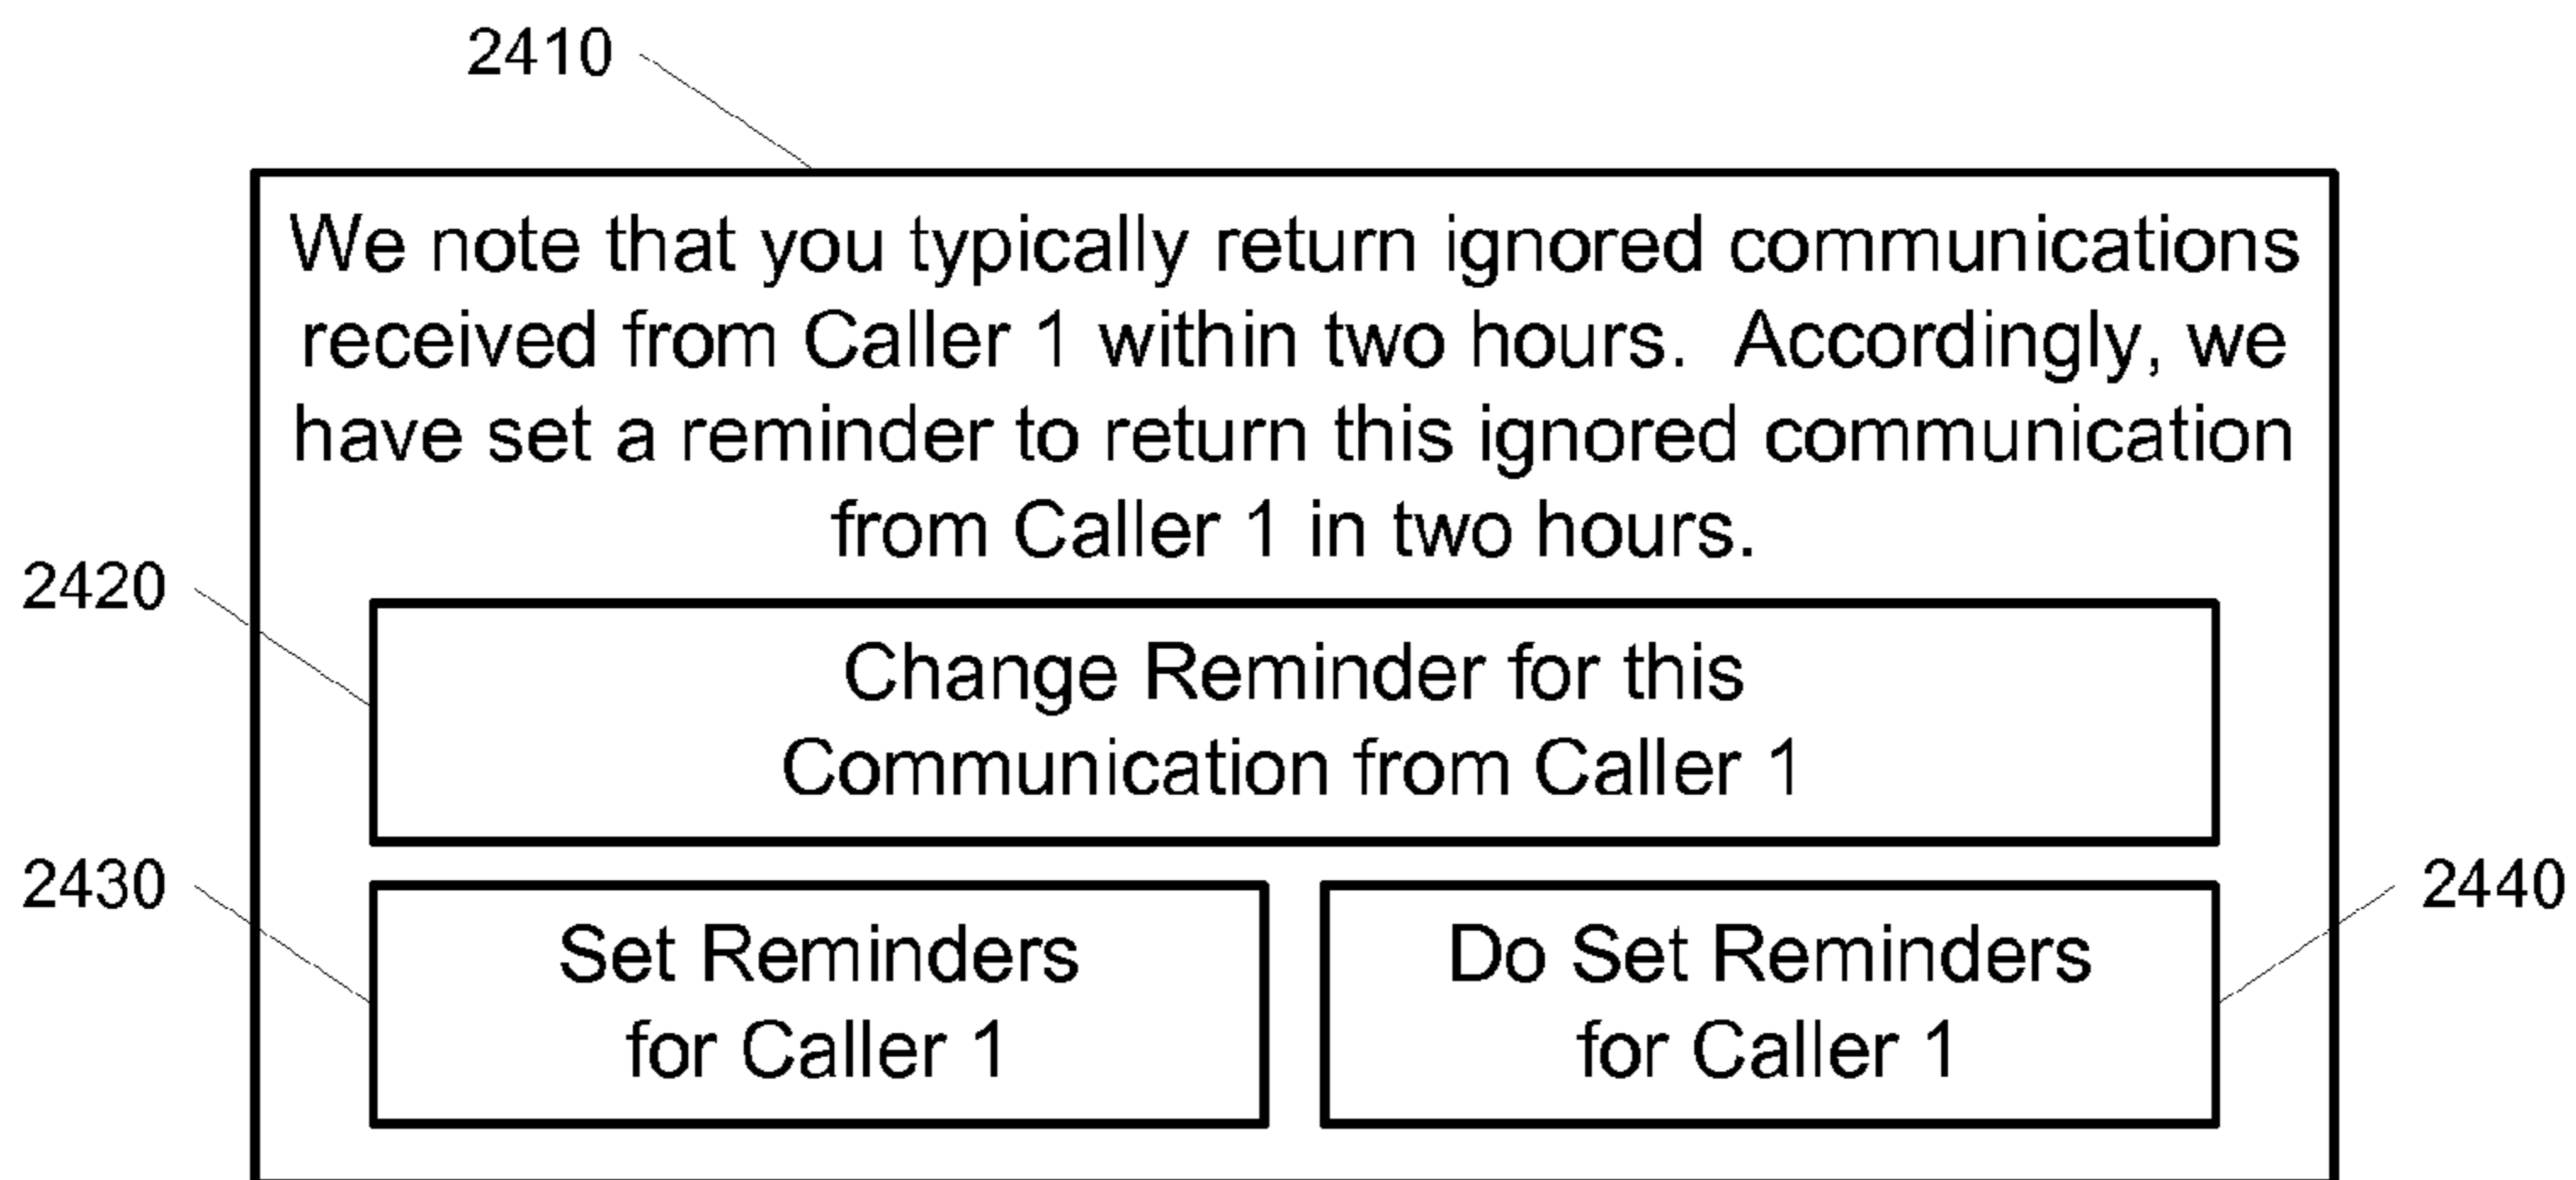 2410
We note that you typically return ignored communications
received from Caller 1 within two hours.  Accordingly, we
have set a reminder to return this ignored communication
from Caller 1 in two hours.
2420
Change Reminder for this
Communication from Caller 1
2430
Set Reminders
for Caller 1
2440
Do Set Reminders
for Caller 1